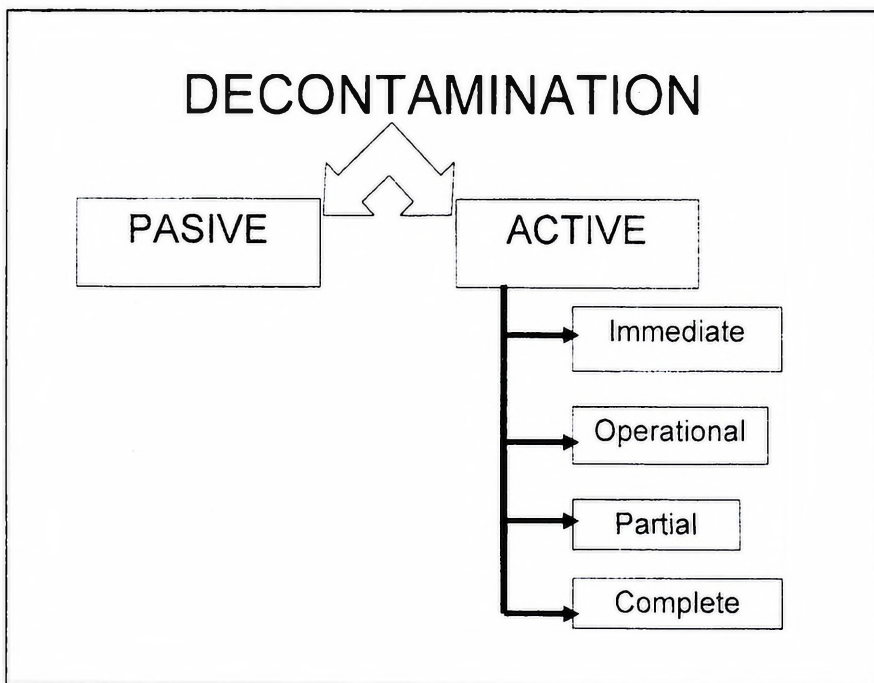 DECONTAMINATION
PASIVE
ACTIVE
Immediate
Operational
Partial
Complete